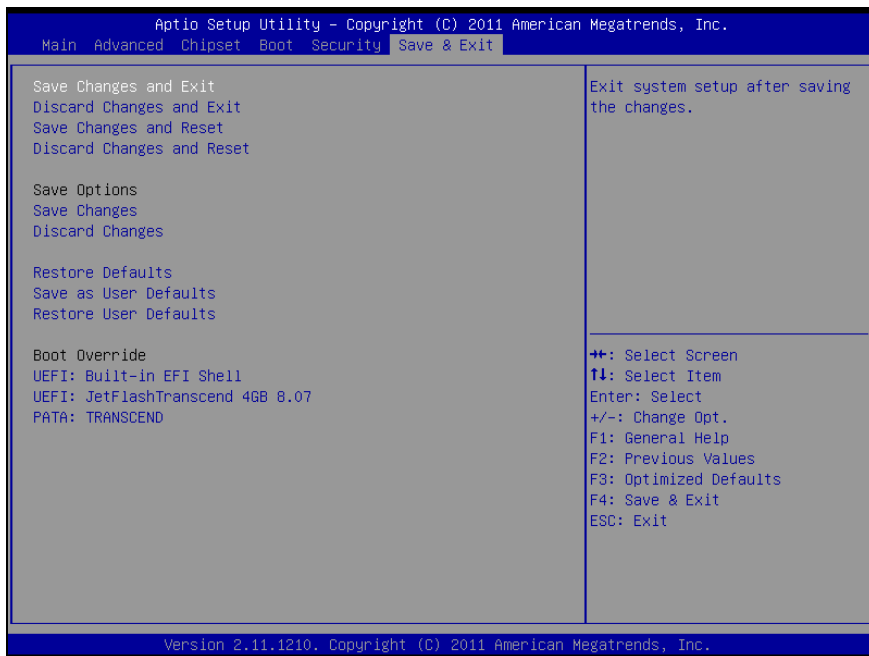 Aptio Setup Utility – Copyright (C) 2011 American Megatrends, Inc.
Main Advanced Chipset Boot Security Save & Exit
Save Changes and Exit
Discard Changes and Exit
Save Changes and Reset
Discard Changes and Reset
Save Options
Save Changes
Discard Changes
Restore Defaults
Save as User Defaults
Restore User Defaults
Boot Override
UEFI: Built-in EFI Shell
UEFI: JetFlashTranscend 4GB 8.07
PATA: TRANSCEND
Exit system setup after saving
the changes.
→←: Select Screen
↑↓: Select Item
Enter: Select
+/-: Change Opt.
F1: General Help
F2: Previous Values
F3: Optimized Defaults
F4: Save & Exit
ESC: Exit
Version 2.11.1210. Copyright (C) 2011 American Megatrends, Inc.